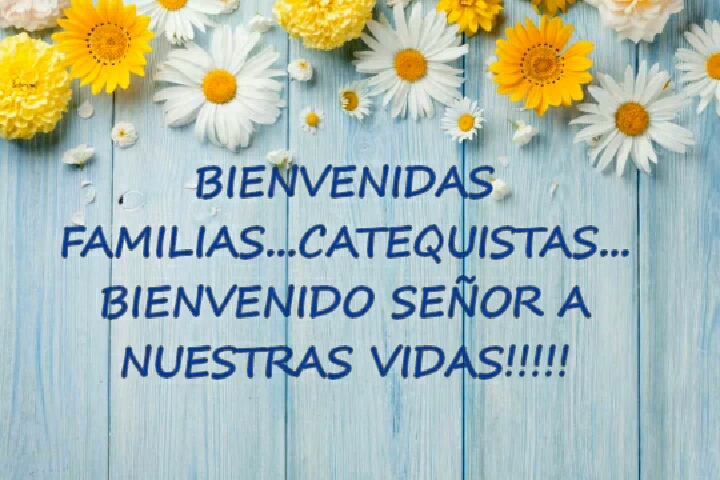 BIENVENIDAS
FAMILIAS...CATEQUISTAS...
BIENVENIDO SEÑOR A
NUESTRAS VIDAS!!!!!